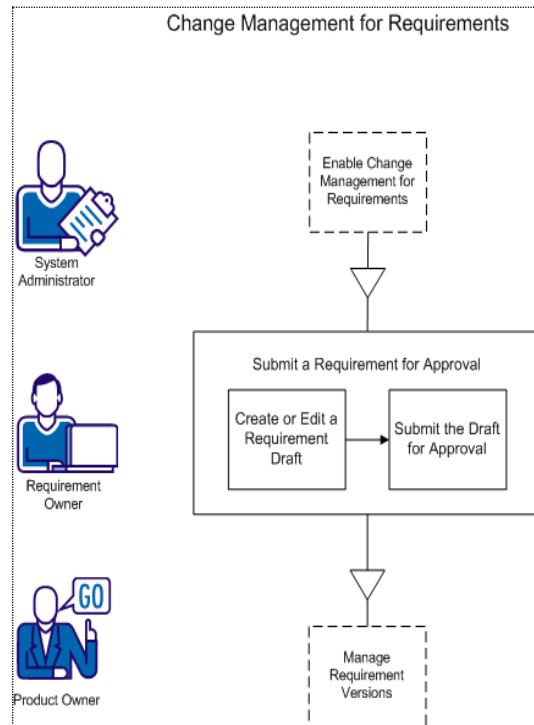 Change Management for Requirements
Enable Change
Management for
Requirements
System
Administrator
Submit a Requirement for Approval
Create or Edit a
Requirement
Draft
Submit the Draft
for Approval
Requirement
Owner
GO
Product Owner
Manage
Requirement
Versions